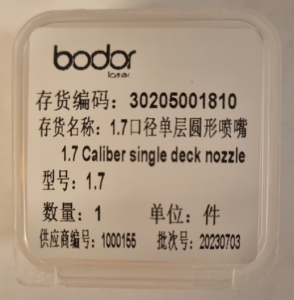 bodor
laser
存货编码：30205001810
存货名称：1.7口径单层圆形喷嘴
1.7 Caliber single deck nozzle
型号：1.7
数量：1 单位：件
供应商编号：1000155 批次号：20230703